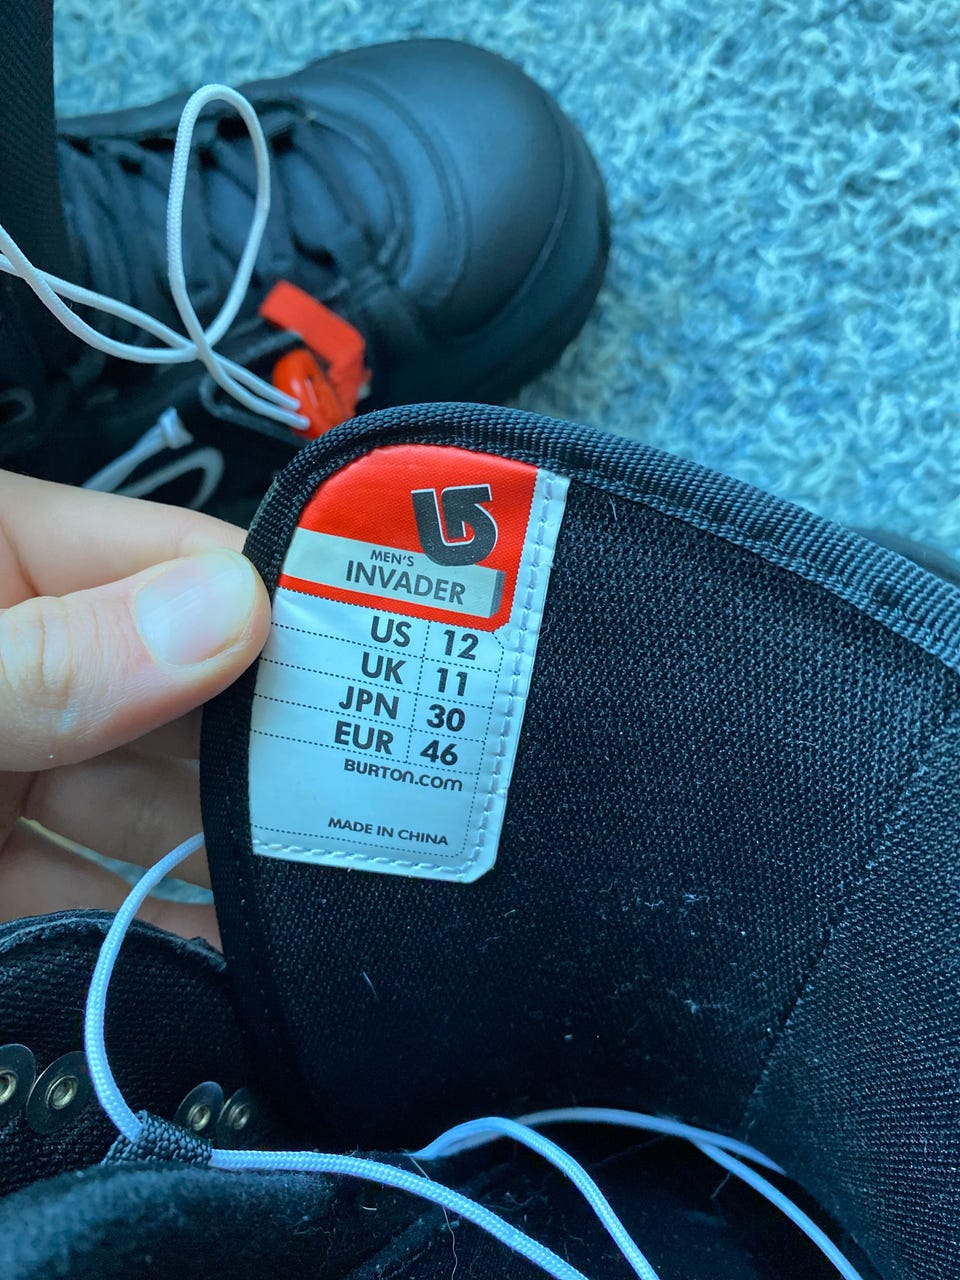 MEN'S
INVADER
US 12
UK 11
JPN 30
EUR 46
BURTON.COM
MADE IN CHINA